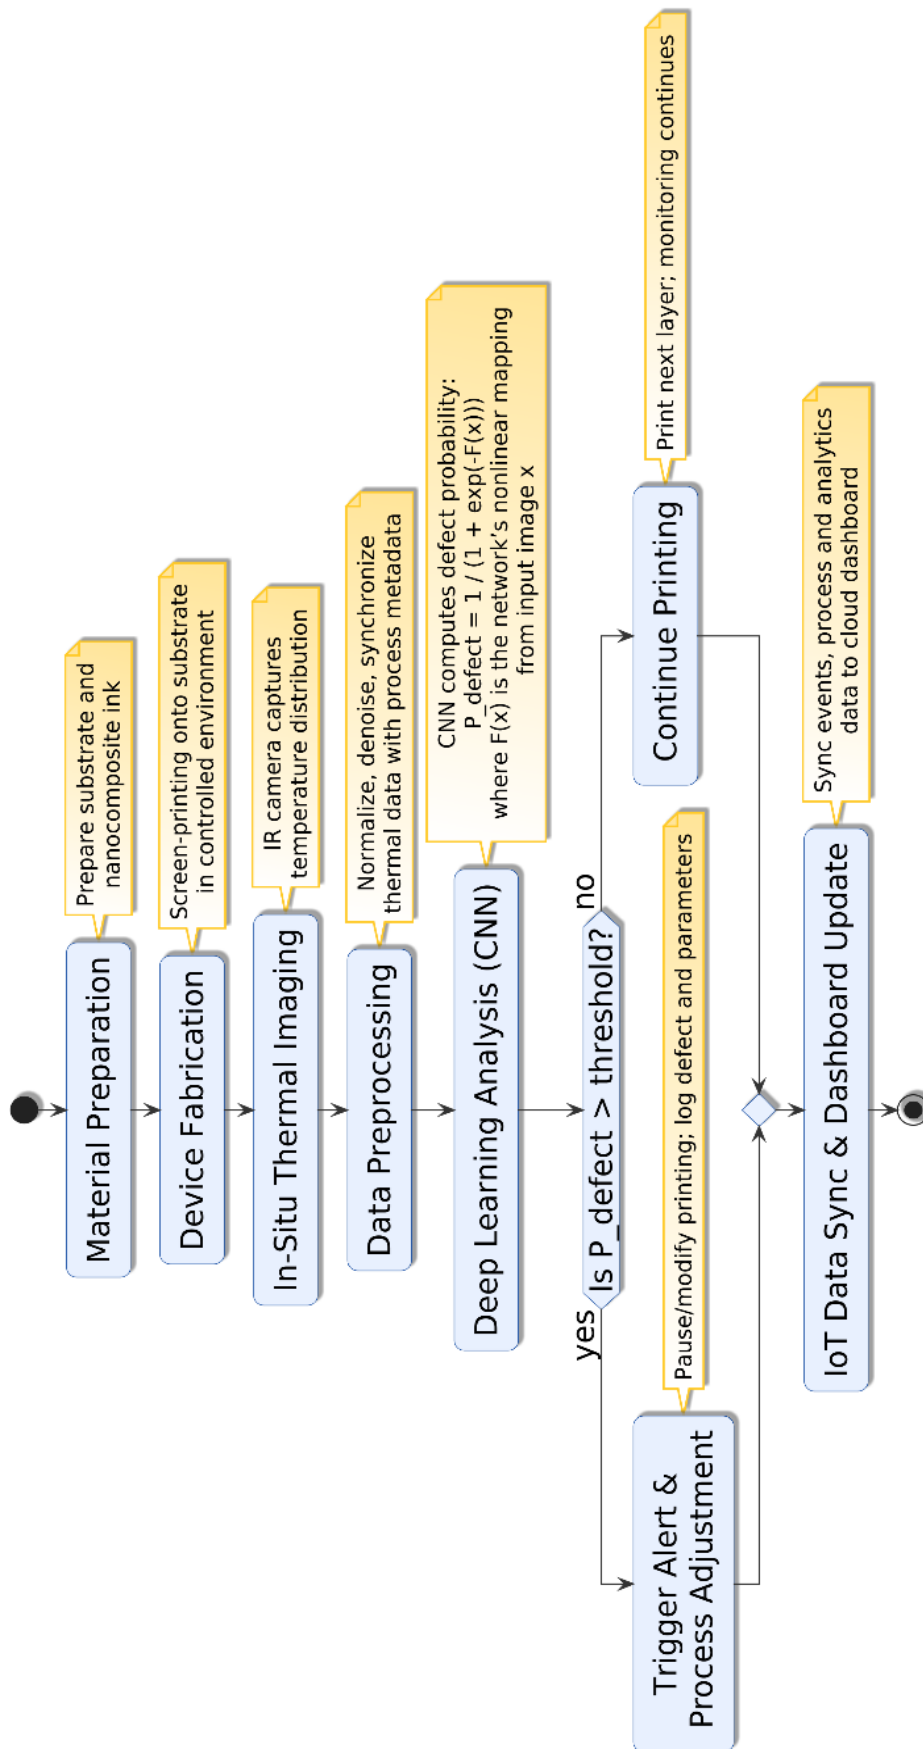 Material Preparation
Prepare substrate and
nanocomposite ink
Device Fabrication
Screen-printing onto substrate
in controlled environment
In-Situ Thermal Imaging
IR camera captures
temperature distribution
Data Preprocessing
Normalize, denoise, synchronize
thermal data with process metadata
Deep Learning Analysis (CNN)
CNN computes defect probability:
P_defect = 1 / (1 + exp(-F(x)))
where F(x) is the network's nonlinear mapping
from input image x
yes
Is P_defect > threshold?
no
Trigger Alert &
Process Adjustment
Pause/modify printing; log defect and parameters
Continue Printing
Print next layer; monitoring continues
IoT Data Sync & Dashboard Update
Sync events, process and analytics
data to cloud dashboard